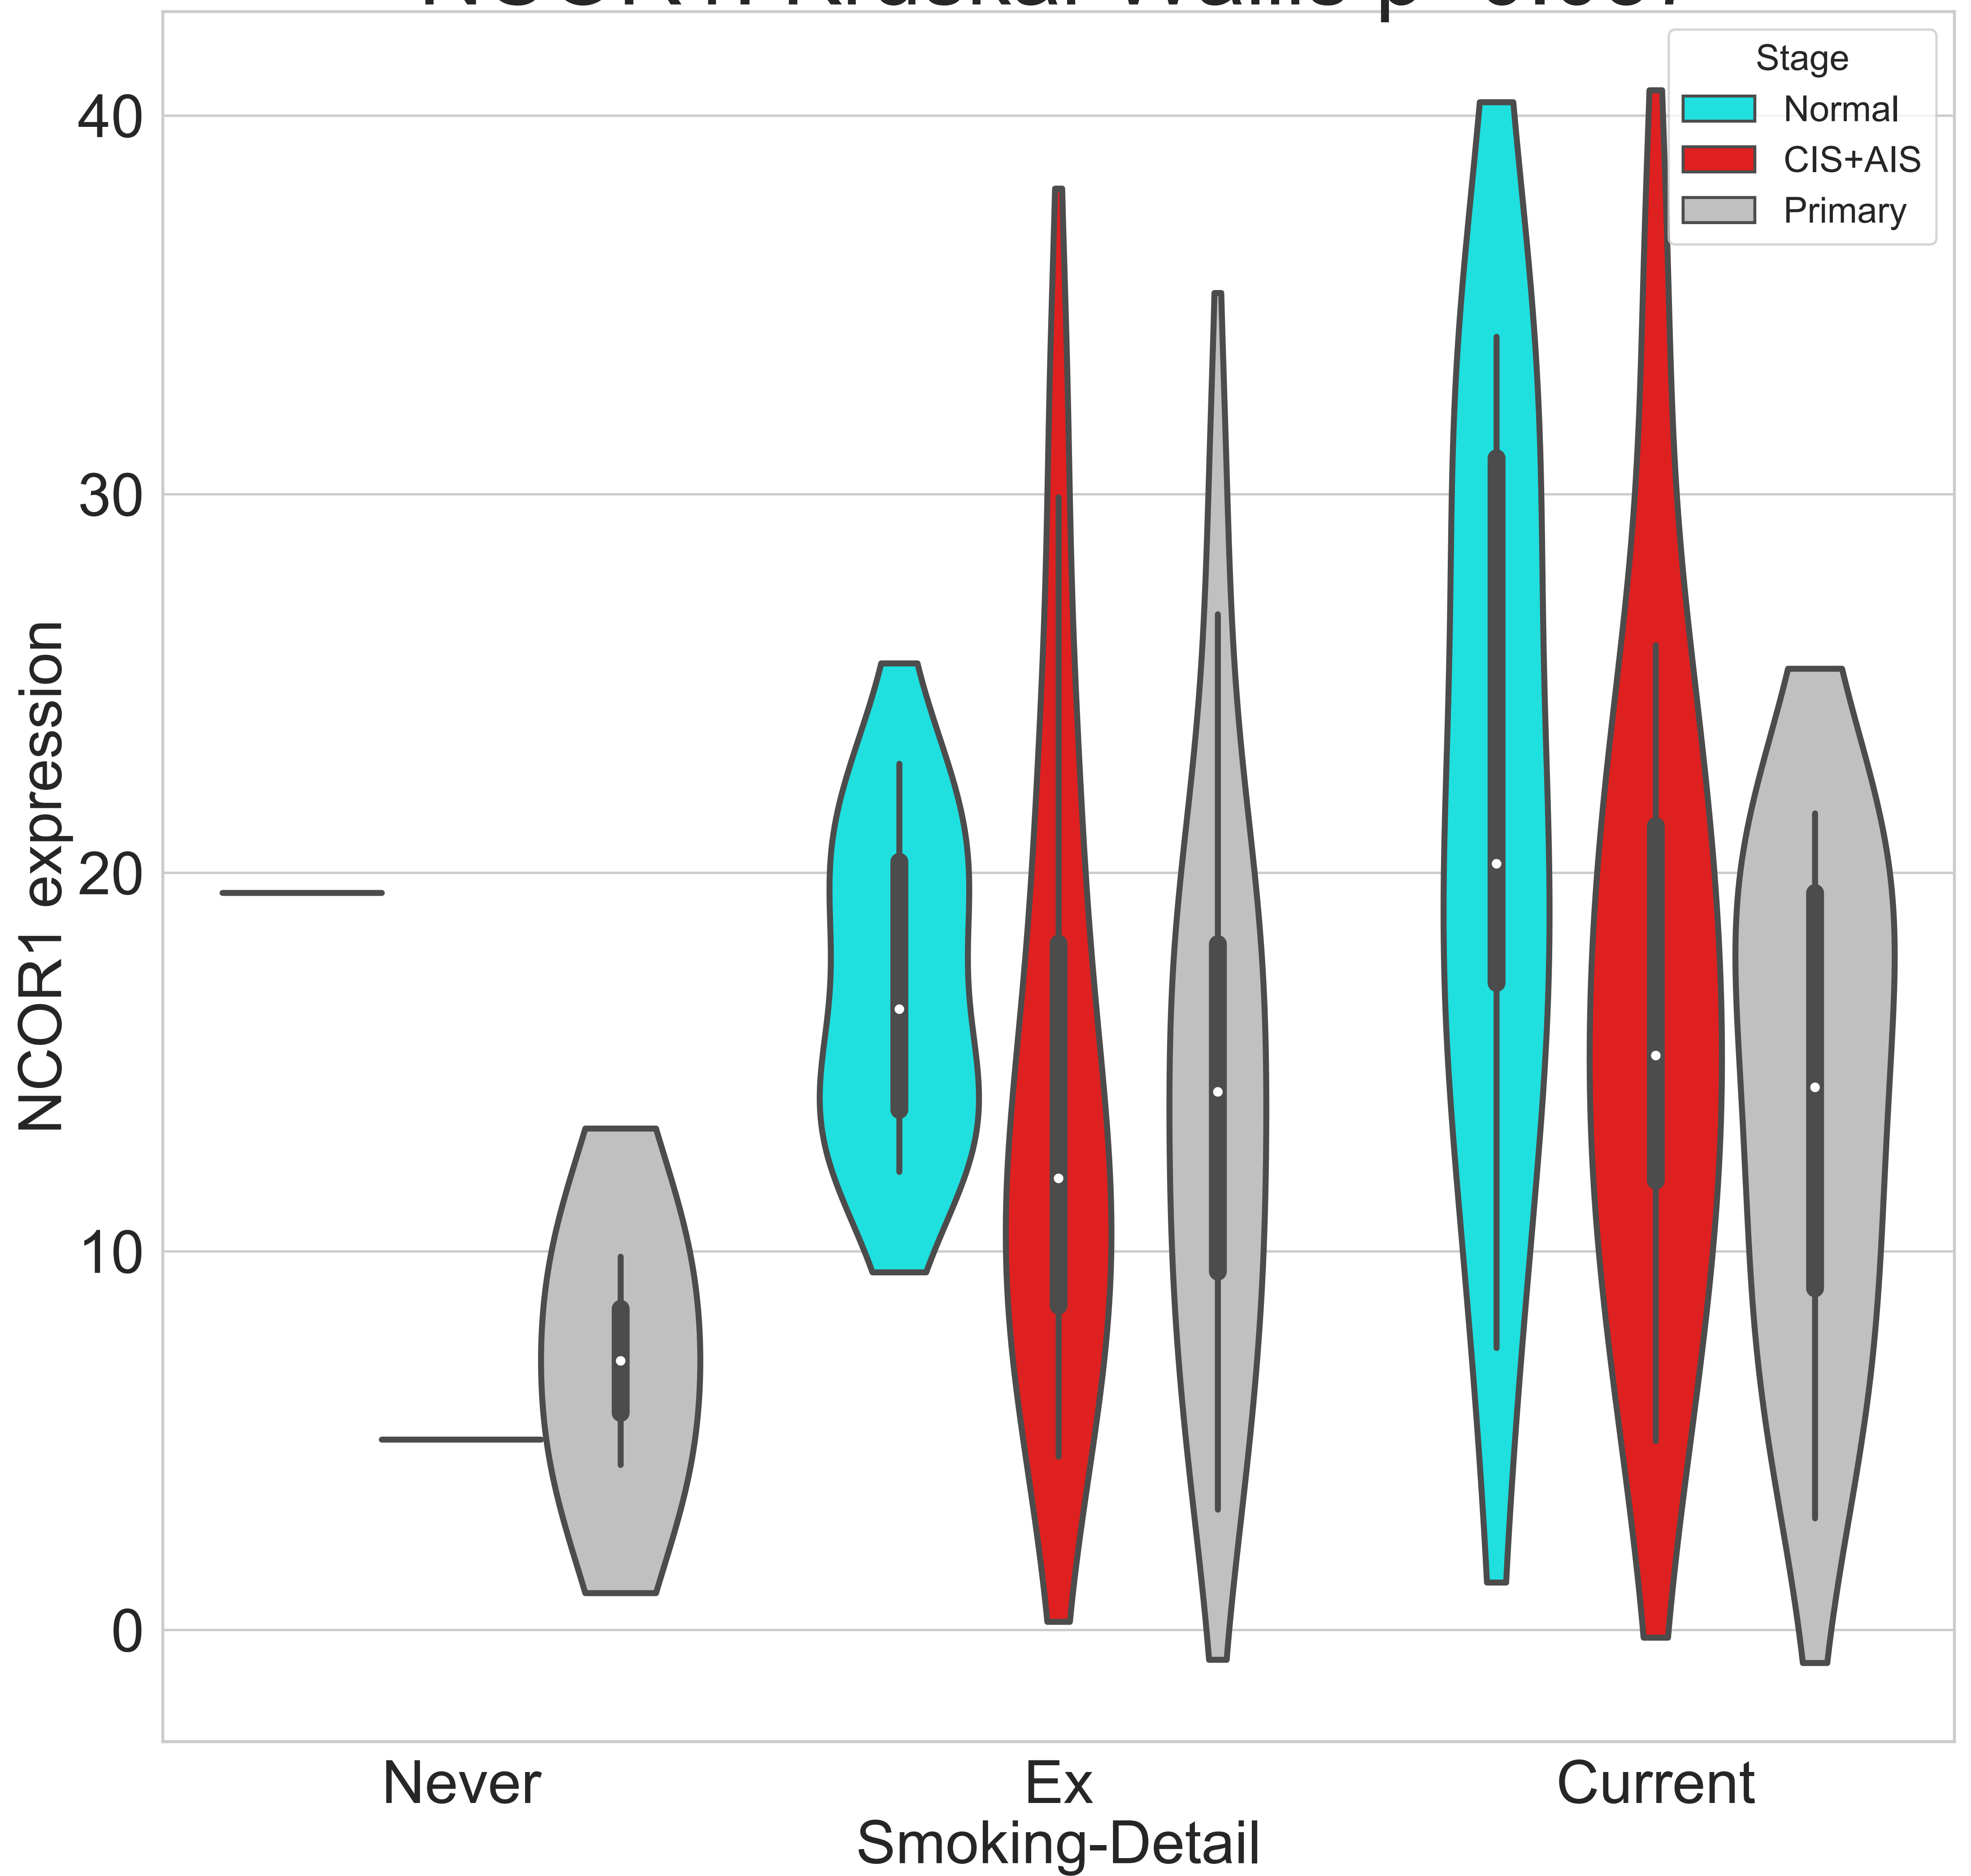 Stage
Normal
CIS+AIS
Primary
40
30
20
10
0
NCOR1 expression
Never
Ex
Current
Smoking-Detail